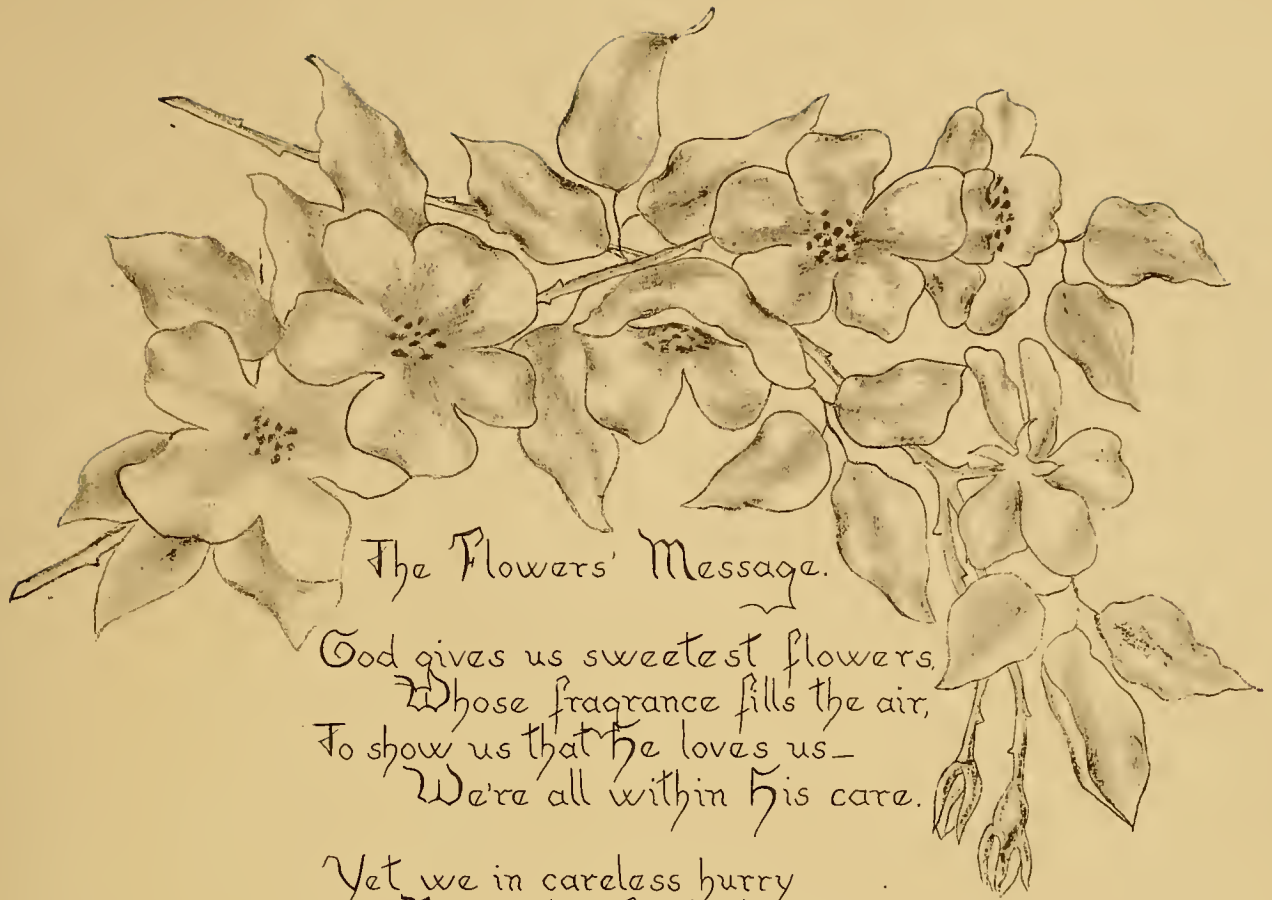 The Flowers' Message.
God gives us sweetest flowers,
Whose fragrance fills the air,
To show us that He loves us—
We're all within His care.
Yet we in careless hurry